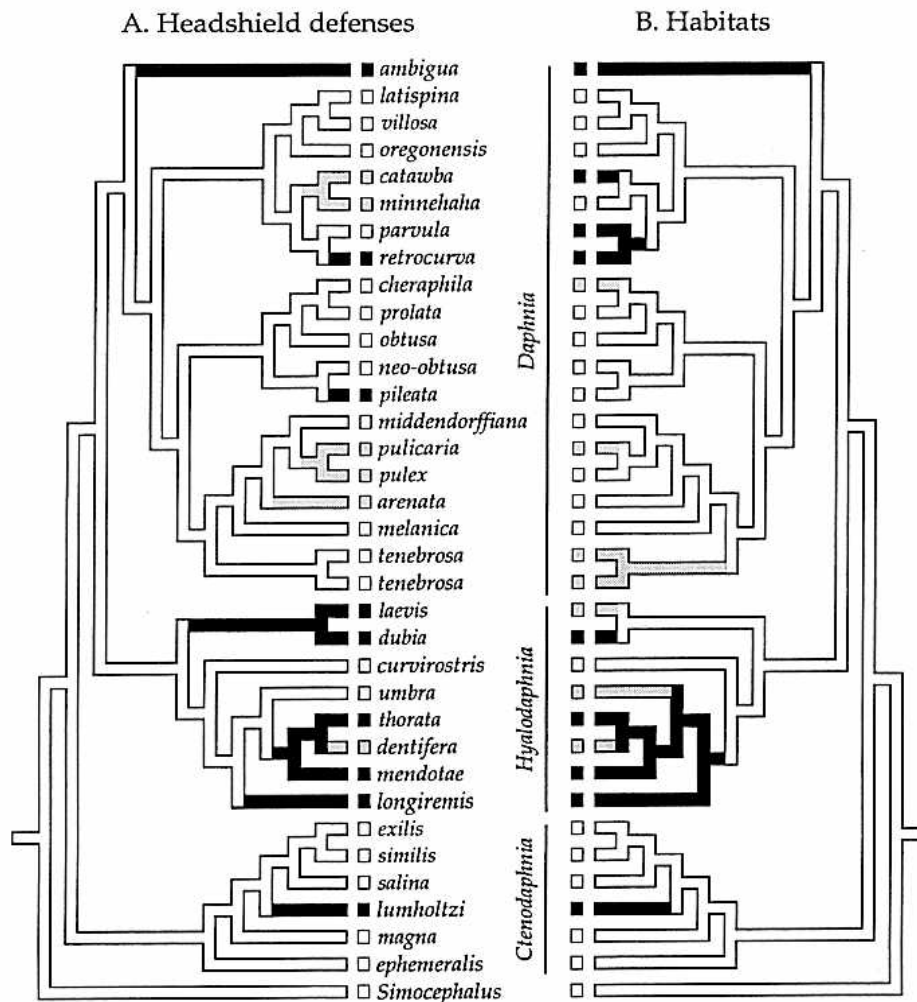 A. Headshield defenses
B. Habitats
ambigua
latispina
villosa
oregonensis
catawba
minnehaha
parvula
retrocurva
cheraphila
prolata
obtusa
neo-obtusa
pileata
middendorffiana
pulicaria
pulex
arenata
melanica
tenebrosa
tenebrosa
laevis
dubia
curvirostris
umbra
thorata
dentifera
mendotae
longiremis
exilis
similis
salina
lumholtzi
magna
ephemeralis
Simocephalus
Daphnia
Hyalodaphnia
Ctenodaphnia